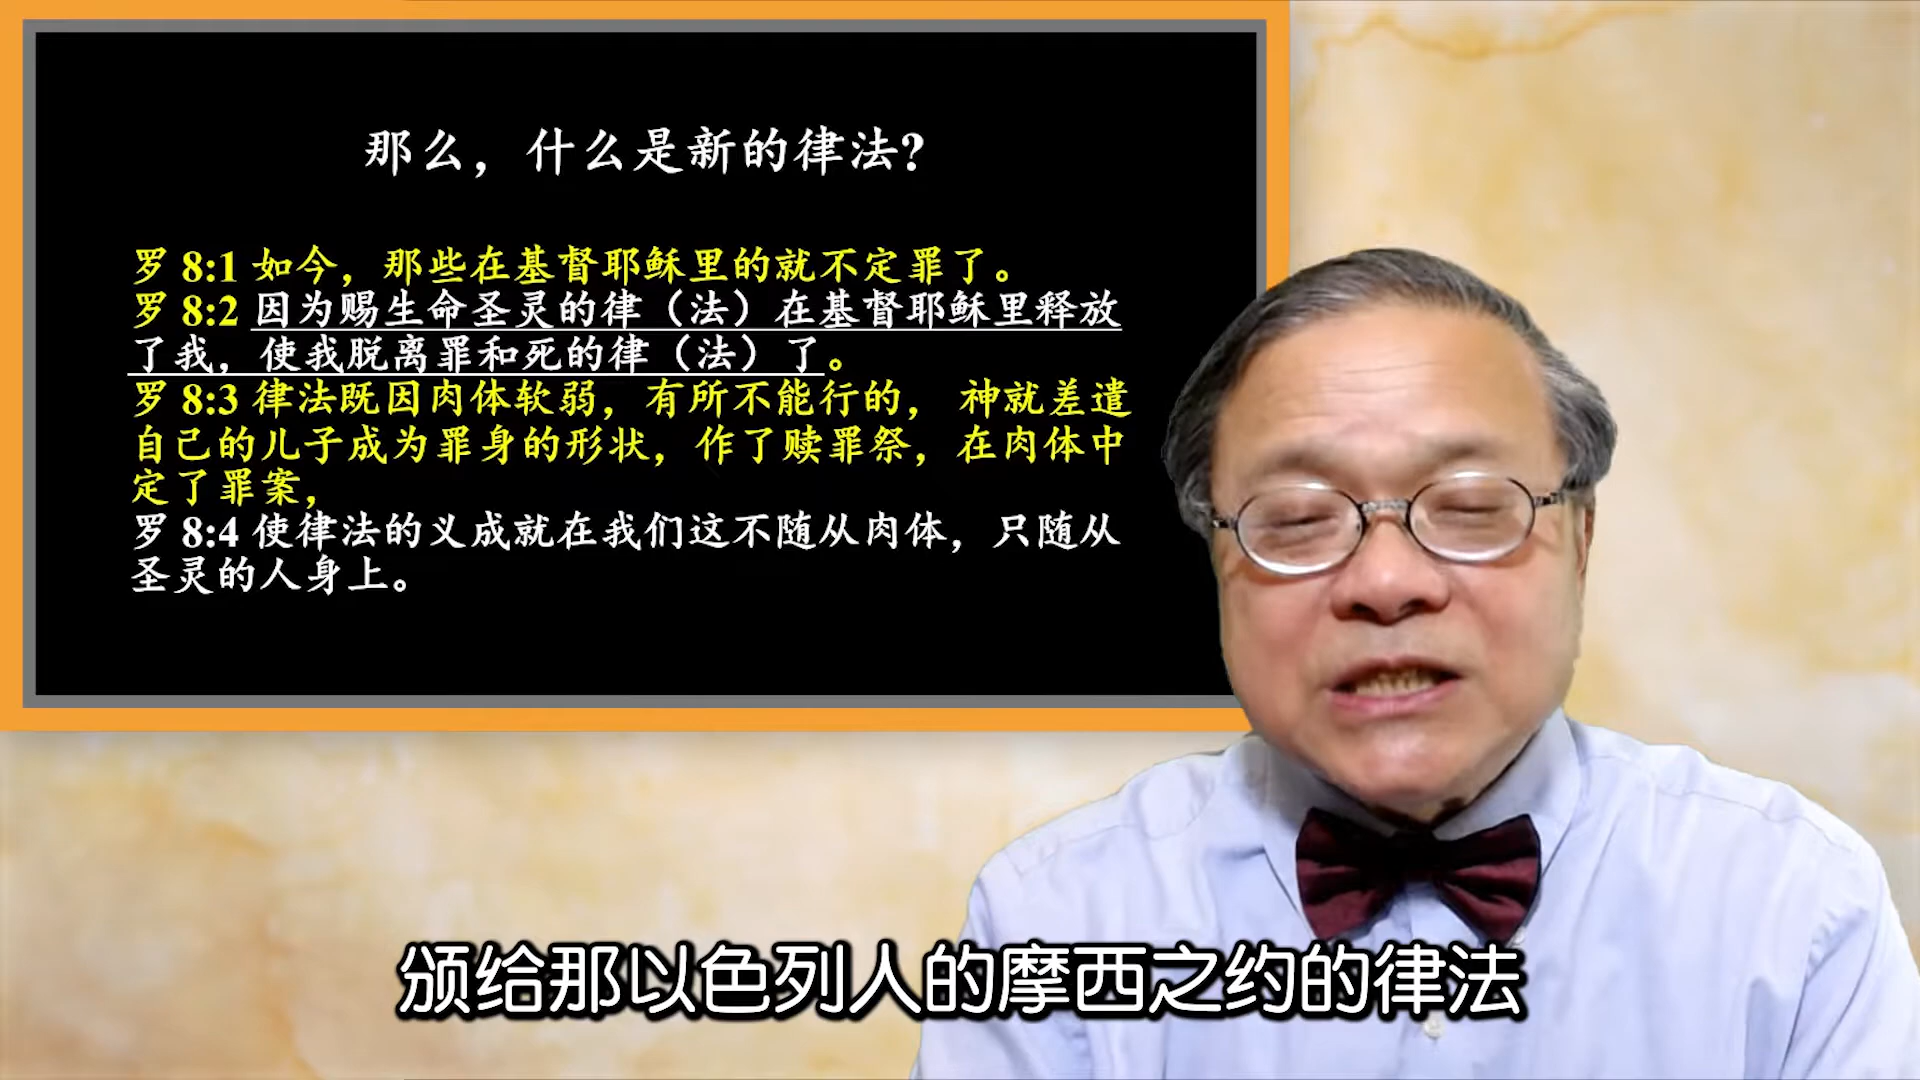 那么，什么是新的律法?
罗 8:1 如今，那些在基督耶稣里的就不定罪了。
罗 8:2 因为赐生命圣灵的律（法）在基督耶稣里释放
了我，使我脱离罪和死的律（法）了。
罗 8:3 律法既因肉体软弱，有所不能行的， 神就差遣
自己的儿子成为罪身的形状，作了赎罪祭，在肉体中
定了罪案，
罗 8:4 使律法的义成就在我们这不随从肉体，只随从
圣灵的人身上。
颁给那以色列人的摩西之约的律法